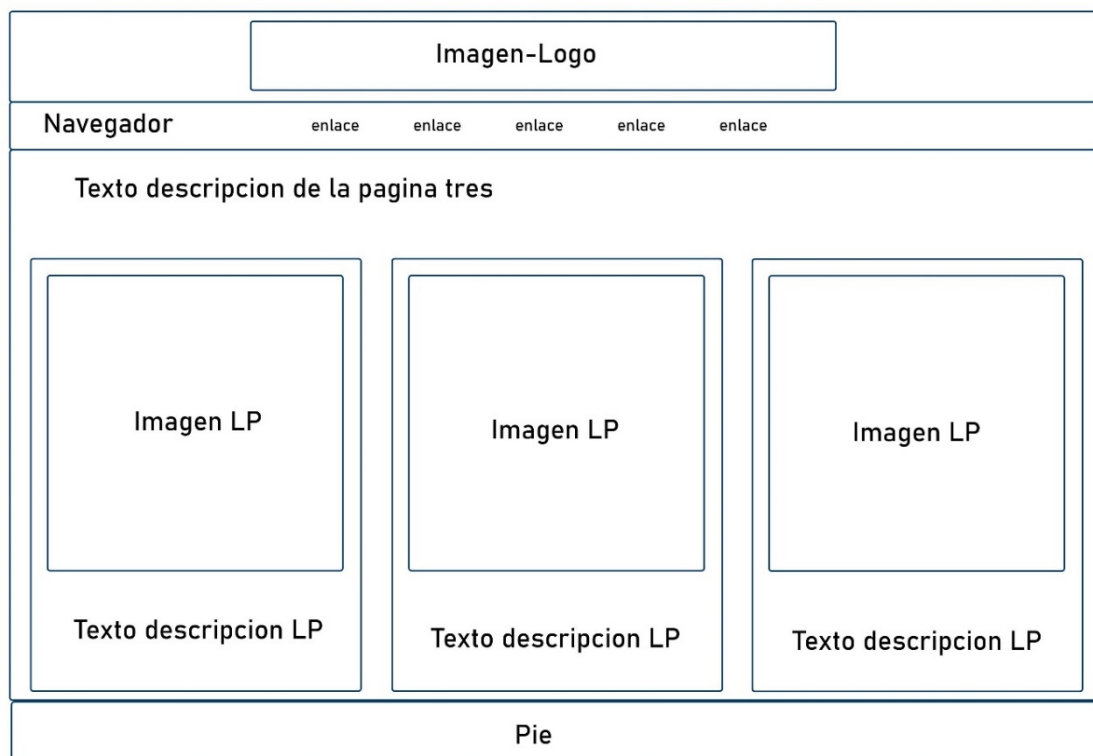 Imagen-Logo
Navegador enlace enlace enlace enlace enlace
Texto descripcion de la pagina tres
Imagen LP Imagen LP Imagen LP
Texto descripcion LP Texto descripcion LP Texto descripcion LP
Pie